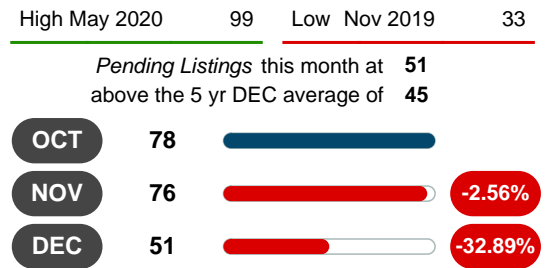 High May 2020 99 Low Nov 2019 33
Pending Listings this month at 51
above the 5 yr DEC average of 45
OCT 78
NOV 76 -2.56%
DEC 51 -32.89%